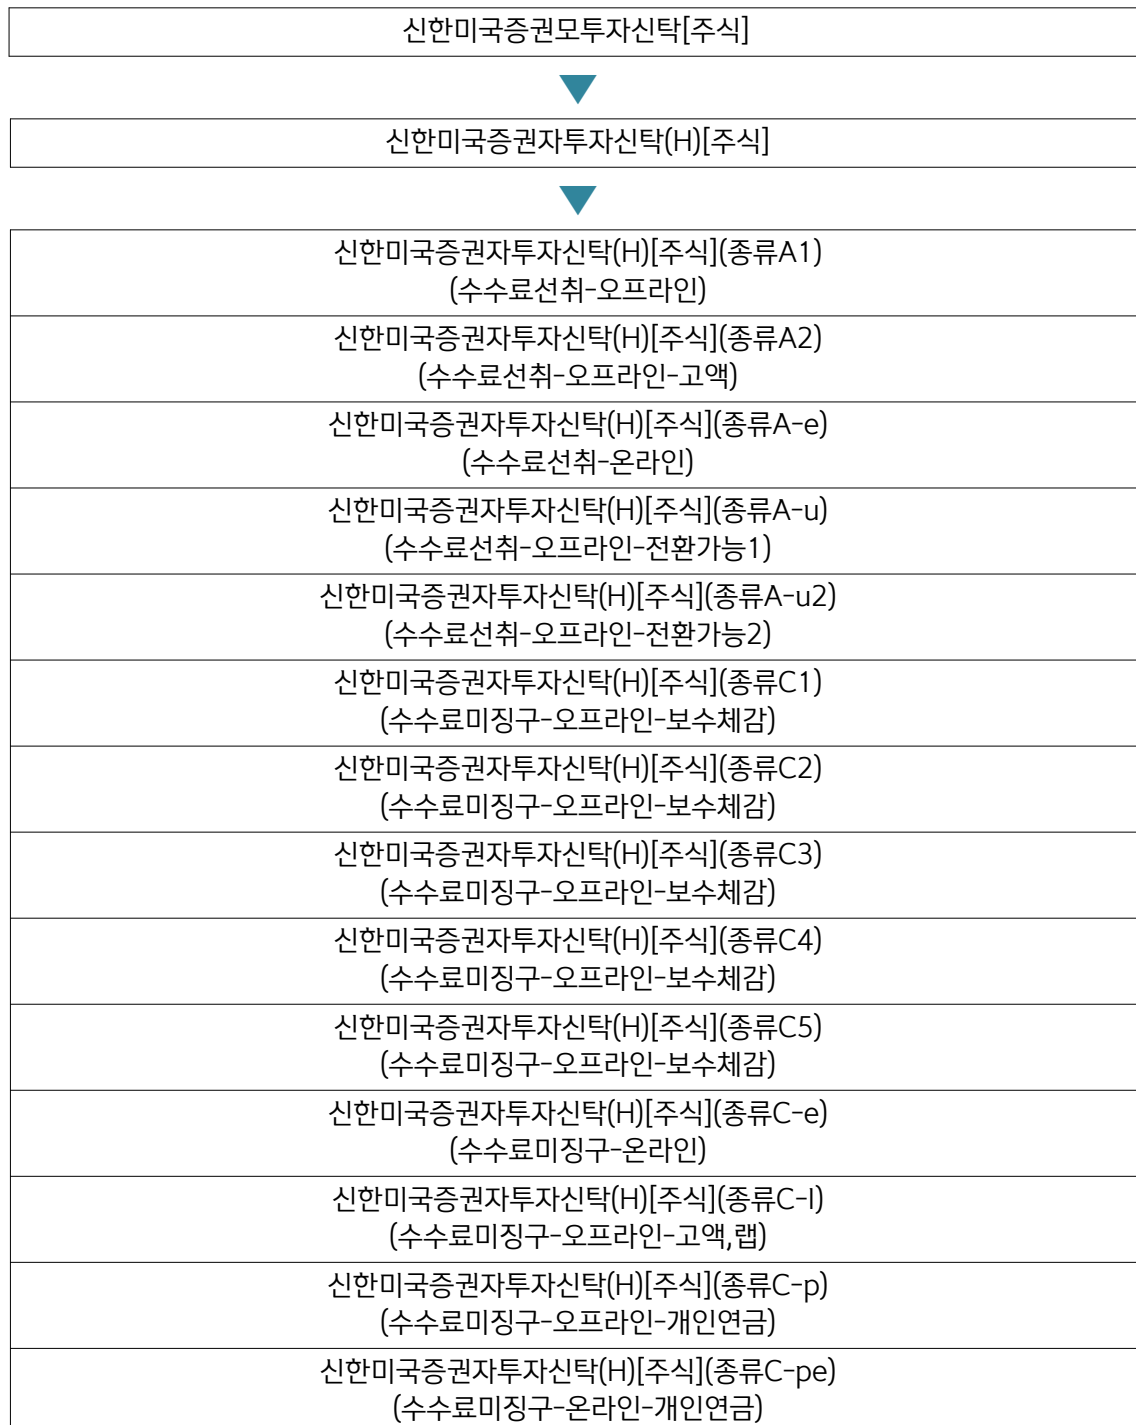 신한미국증권모투자신탁[주식]
신한미국증권자투자신탁(H)[주식]
신한미국증권자투자신탁(H)[주식](종류A1)
(수수료선취-오프라인)
신한미국증권자투자신탁(H)[주식](종류A2)
(수수료선취-오프라인-고액)
신한미국증권자투자신탁(H)[주식](종류A-e)
(수수료선취-온라인)
신한미국증권자투자신탁(H)[주식](종류A-u)
(수수료선취-오프라인-전환가능1)
신한미국증권자투자신탁(H)[주식](종류A-u2)
(수수료선취-오프라인-전환가능2)
신한미국증권자투자신탁(H)[주식](종류C1)
(수수료미징구-오프라인-보수체감)
신한미국증권자투자신탁(H)[주식](종류C2)
(수수료미징구-오프라인-보수체감)
신한미국증권자투자신탁(H)[주식](종류C3)
(수수료미징구-오프라인-보수체감)
신한미국증권자투자신탁(H)[주식](종류C4)
(수수료미징구-오프라인-보수체감)
신한미국증권자투자신탁(H)[주식](종류C5)
(수수료미징구-오프라인-보수체감)
신한미국증권자투자신탁(H)[주식](종류C-e)
(수수료미징구-온라인)
신한미국증권자투자신탁(H)[주식](종류C-I)
(수수료미징구-오프라인-고액,랩)
신한미국증권자투자신탁(H)[주식](종류C-p)
(수수료미징구-오프라인-개인연금)
신한미국증권자투자신탁(H)[주식](종류C-pe)
(수수료미징구-온라인-개인연금)